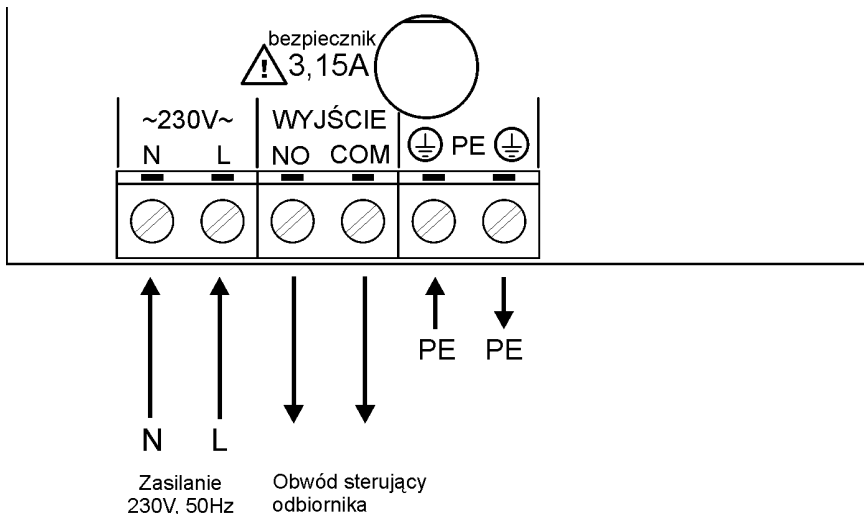 bezpiecznik
3,15A
~230V~ WYJŚCIE
N L NO COM PE
PE PE
N L
Zasilanie
230V, 50Hz
Obwód sterujący
odbiornika